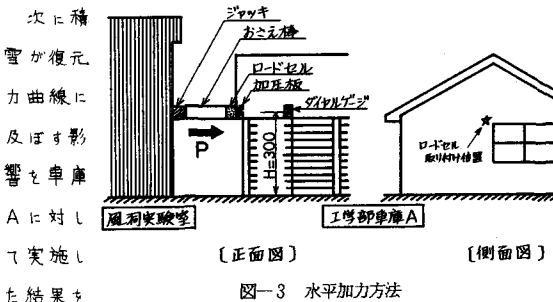 次に積
雪が復元
力曲線に
及ぼす影
響を車庫
Aに対し
て実施し
た結果を
ジャッキ
おさえ棒
ロードセル
加圧板
ダイヤルゲージ
P
H=300
風洞実験室
工学部車庫A
ロードセル
取り付け位置
[正面図]
[側面図]
図-3 水平加力方法